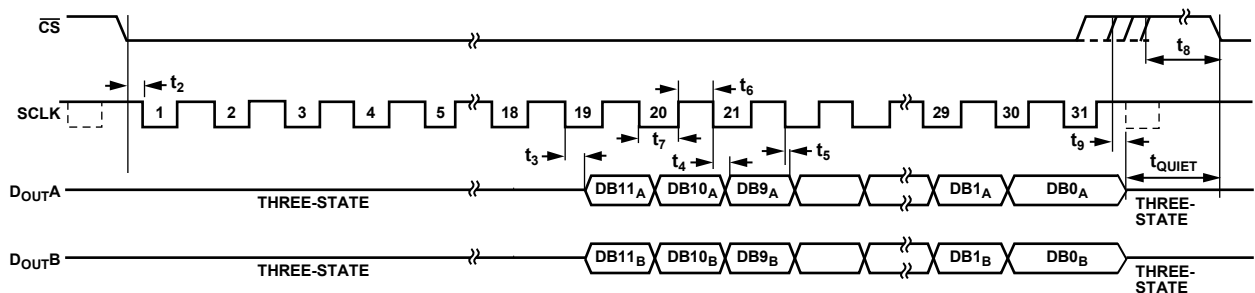 CS
t8
t2
t6
SCLK
1 2 3 4 5 18 19 20 21 29 30 31
t3
t7
t4
t5
t9
tQUIET
DOUTA
THREE-STATE
DB11A DB10A DB9A DB1A DB0A
THREE-
STATE
DOUTB
THREE-STATE
DB11B DB10B DB9B DB1B DB0B
THREE-
STATE